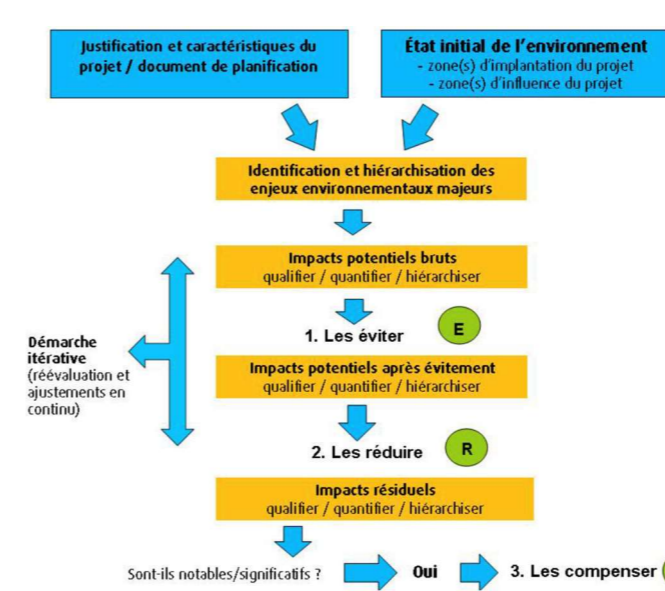 Justification et caractéristiques du
projet / document de planification
État initial de l'environnement
- zone(s) d'implantation du projet
- zone(s) d'influence du projet
Identification et hiérarchisation des
enjeux environnementaux majeurs
Impacts potentiels bruts
qualifier / quantifier / hiérarchiser
1. Les éviter
E
Démarche
itérative
(réévaluation et
ajustements en
continu)
Impacts potentiels après évitement
qualifier / quantifier / hiérarchiser
2. Les réduire
R
Impacts résiduels
qualifier / quantifier / hiérarchiser
Sont-ils notables/significatifs ?
Oui
3. Les compenser